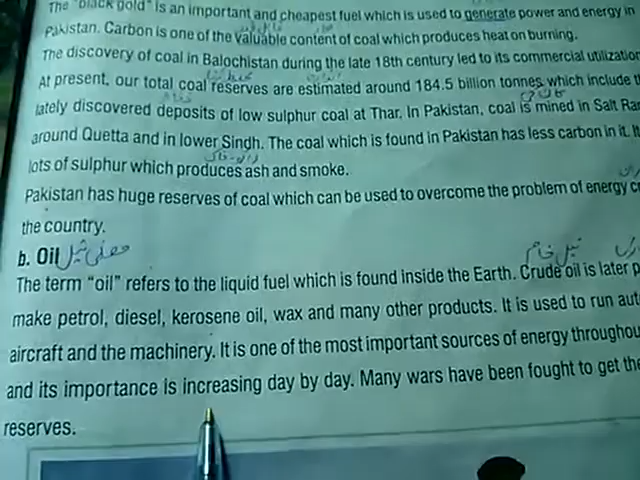 The "black gold" is an important and cheapest fuel which is used to generate power and energy in
Pakistan. Carbon is one of the valuable content of coal which produces heat on burning.
The discovery of coal in Balochistan during the late 18th century led to its commercial utilization
At present, our total coal reserves are estimated around 184.5 billion tonnes which include
lately discovered deposits of low sulphur coal at Thar. In Pakistan, coal is mined in Salt
around Quetta and in lower Sindh. The coal which is found in Pakistan has less carbon in it.
lots of sulphur which produces ash and smoke.
Pakistan has huge reserves of coal which can be used to overcome the problem of energy
the country.
b. Oil
The term "oil" refers to the liquid fuel which is found inside the Earth. Crude oil is later
make petrol, diesel, kerosene oil, wax and many other products. It is used to run
aircraft and the machinery. It is one of the most important sources of energy
and its importance is increasing day by day. Many wars have been fought to get
reserves.